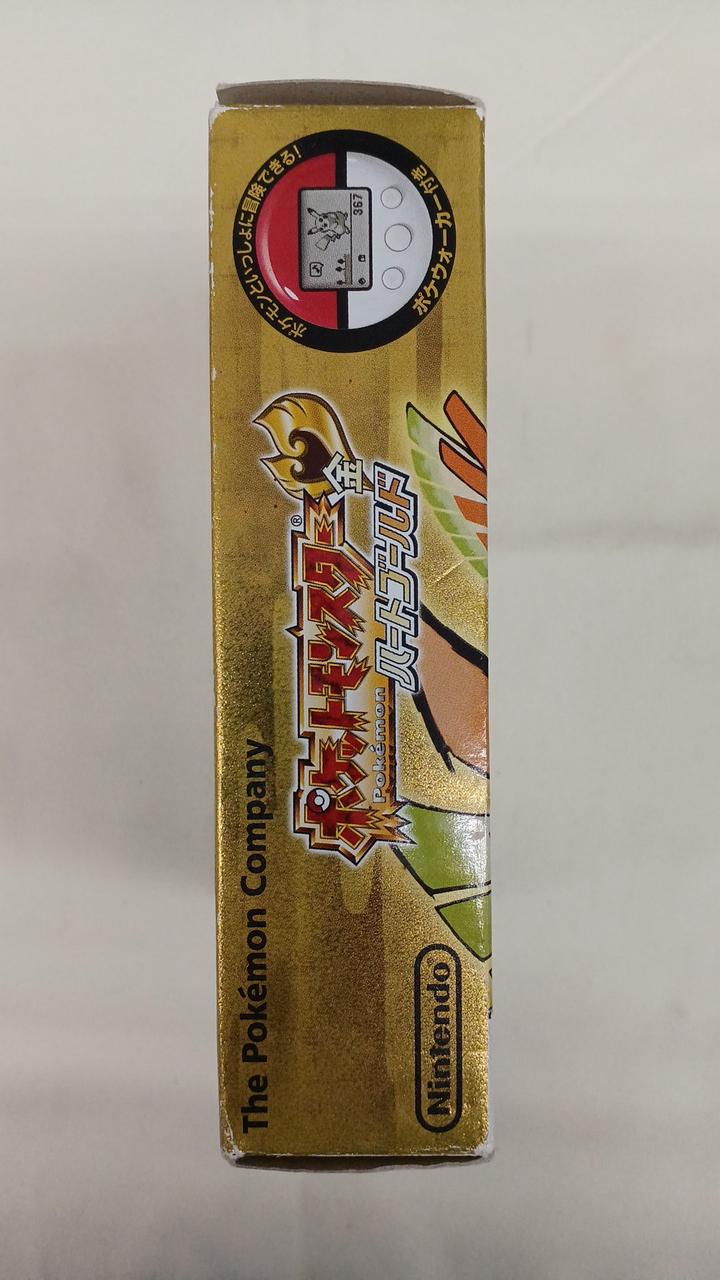 The Pokémon Company
ポケットモンスター®
Pokémon
金
ハートゴールド
Nintendo®
ポケモンといっしょに冒険できる!
367
ポケウォーカー付き